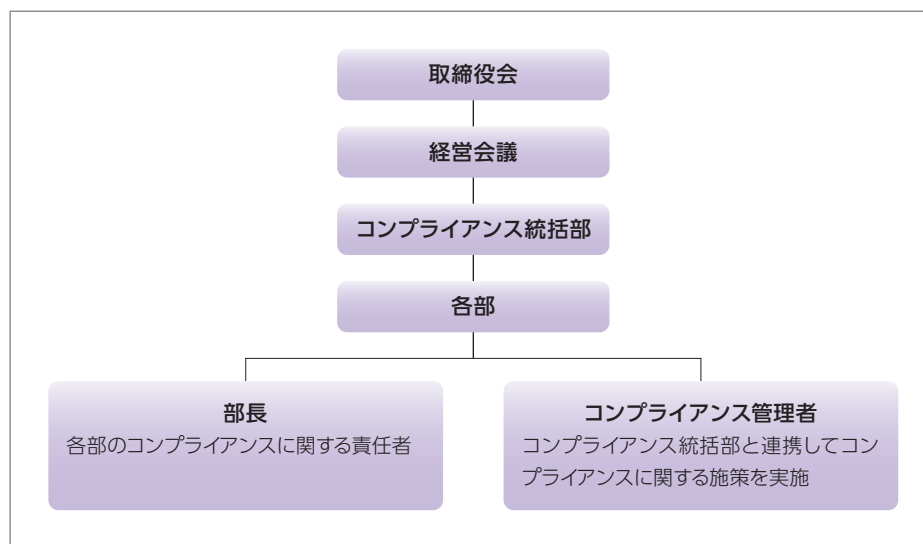 取締役会
経営会議
コンプライアンス統括部
各部
部長
各部のコンプライアンスに関する責任者
コンプライアンス管理者
コンプライアンス統括部と連携してコン
プライアンスに関する施策を実施